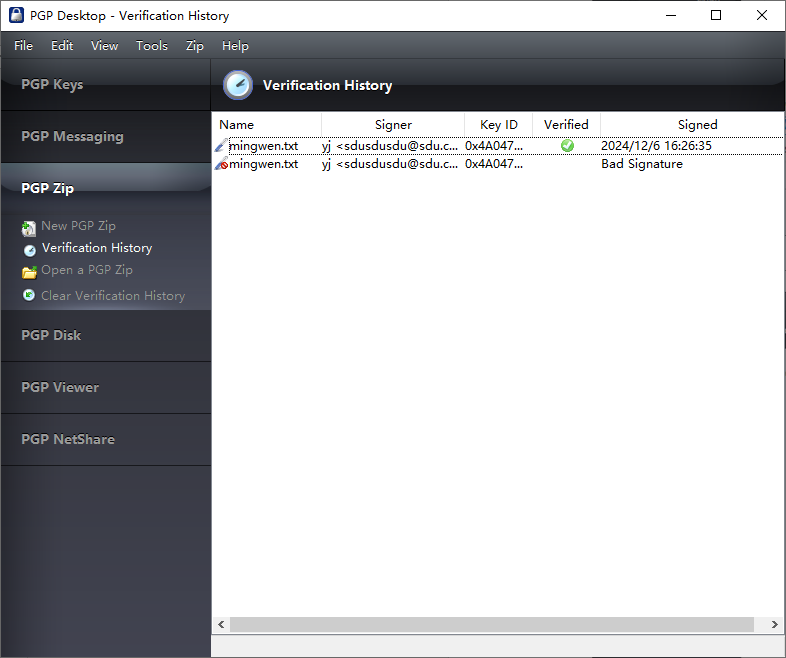 PGP Desktop - Verification History
File Edit View Tools Zip Help
PGP Keys
PGP Messaging
PGP Zip
New PGP Zip
Verification History
Open a PGP Zip
Clear Verification History
PGP Disk
PGP Viewer
PGP NetShare
Verification History
Name Signer Key ID Verified Signed
mingwen.txt yj <sdusdusdu@sdu.c... 0x4A047... 2024/12/6 16:26:35
mingwen.txt yj <sdusdusdu@sdu.c... 0x4A047... Bad Signature